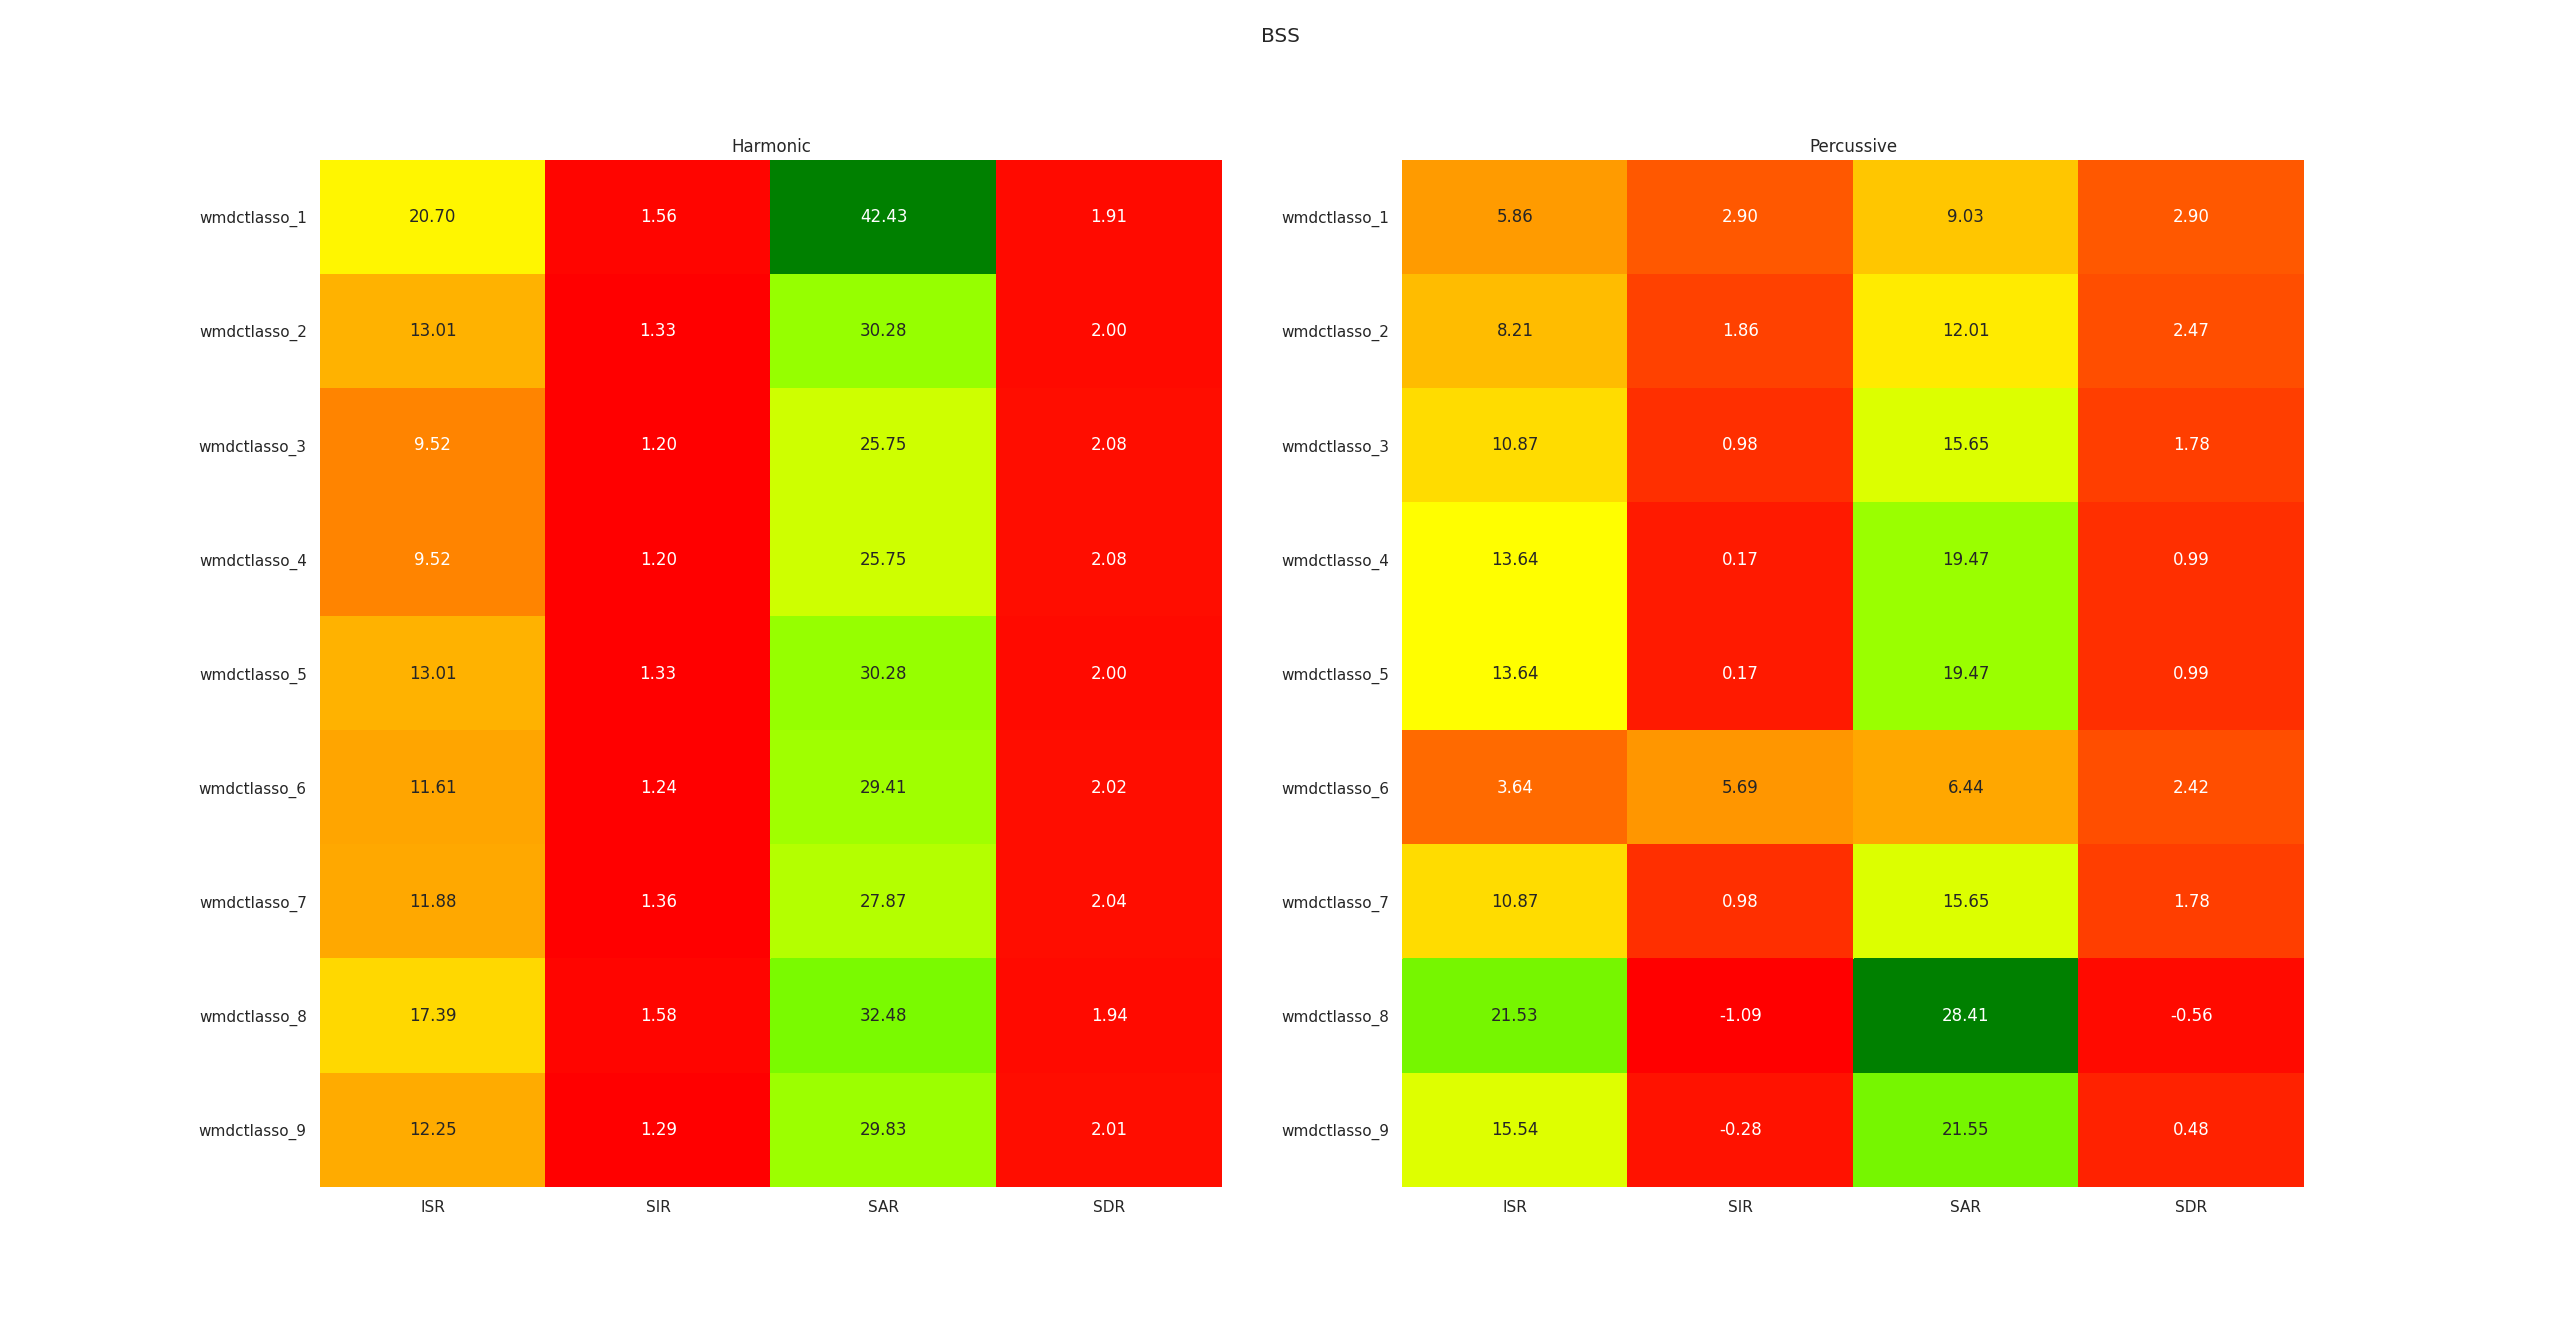 BSS
Harmonic
wmdctlasso_1 20.70 1.56 42.43 1.91
wmdctlasso_2 13.01 1.33 30.28 2.00
wmdctlasso_3 9.52 1.20 25.75 2.08
wmdctlasso_4 9.52 1.20 25.75 2.08
wmdctlasso_5 13.01 1.33 30.28 2.00
wmdctlasso_6 11.61 1.24 29.41 2.02
wmdctlasso_7 11.88 1.36 27.87 2.04
wmdctlasso_8 17.39 1.58 32.48 1.94
wmdctlasso_9 12.25 1.29 29.83 2.01
ISR SIR SAR SDR
Percussive
wmdctlasso_1 5.86 2.90 9.03 2.90
wmdctlasso_2 8.21 1.86 12.01 2.47
wmdctlasso_3 10.87 0.98 15.65 1.78
wmdctlasso_4 13.64 0.17 19.47 0.99
wmdctlasso_5 13.64 0.17 19.47 0.99
wmdctlasso_6 3.64 5.69 6.44 2.42
wmdctlasso_7 10.87 0.98 15.65 1.78
wmdctlasso_8 21.53 -1.09 28.41 -0.56
wmdctlasso_9 15.54 -0.28 21.55 0.48
ISR SIR SAR SDR